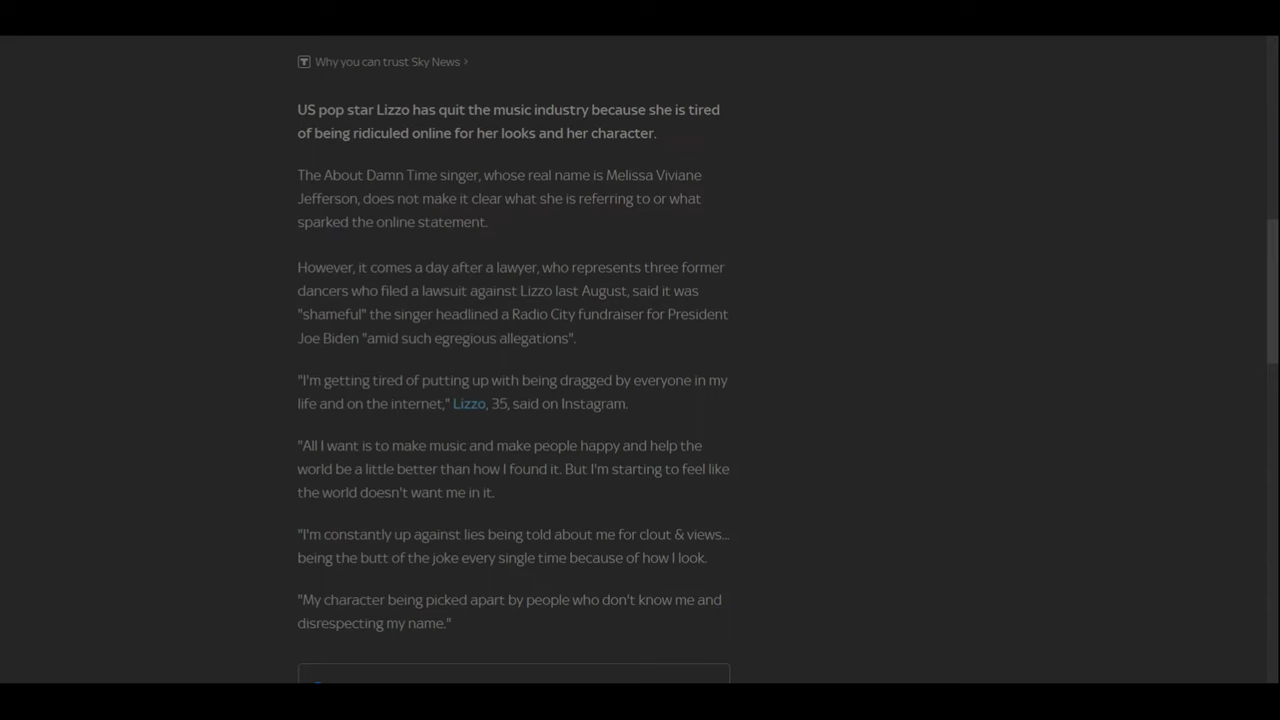 Why you can trust Sky News >
US pop star Lizzo has quit the music industry because she is tired
of being ridiculed online for her looks and her character.
The About Damn Time singer, whose real name is Melissa Viviane
Jefferson, does not make it clear what she is referring to or what
sparked the online statement.
However, it comes a day after a lawyer, who represents three former
dancers who filed a lawsuit against Lizzo last August, said it was
"shameful" the singer headlined a Radio City fundraiser for President
Joe Biden "amid such egregious allegations".
"I'm getting tired of putting up with being dragged by everyone in my
life and on the internet," Lizzo, 35, said on Instagram.
"All I want is to make music and make people happy and help the
world be a little better than how I found it. But I'm starting to feel like
the world doesn't want me in it.
"I'm constantly up against lies being told about me for clout & views...
being the butt of the joke every single time because of how I look.
"My character being picked apart by people who don't know me and
disrespecting my name."